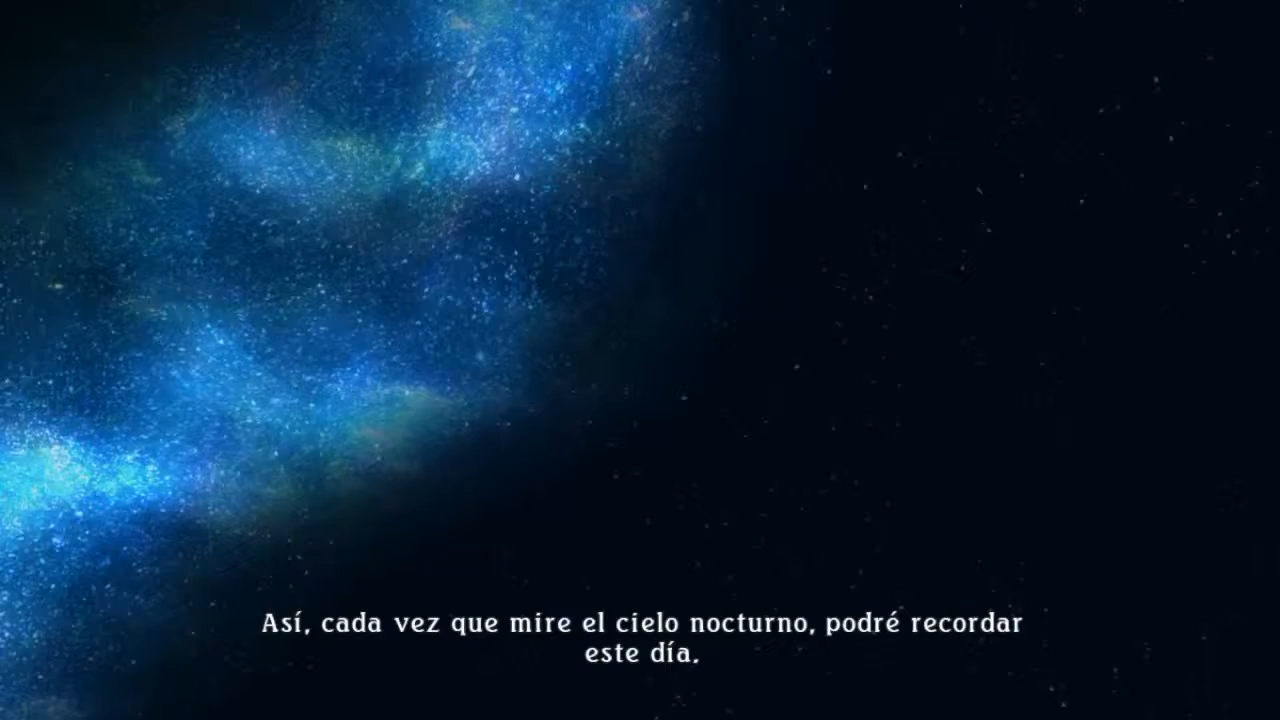 Así, cada vez que mire el cielo nocturno, podré recordar
este día.